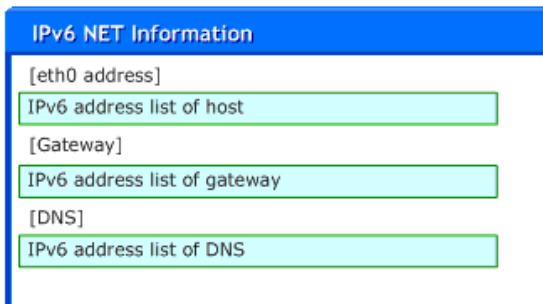 IPv6 NET Information
[eth0 address]
IPv6 address list of host
[Gateway]
IPv6 address list of gateway
[DNS]
IPv6 address list of DNS